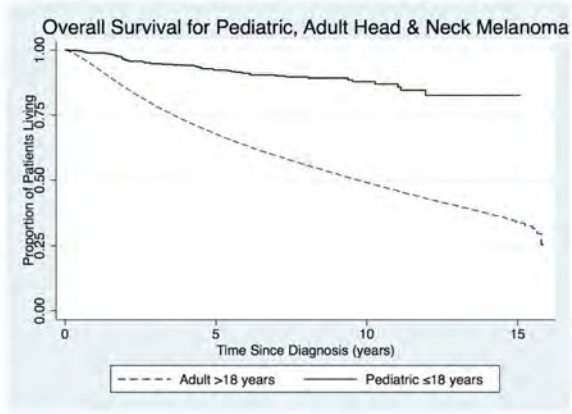 Overall Survival for Pediatric, Adult Head & Neck Melanoma
Proportion of Patients Living
1.00
0.75
0.50
0.25
0.00
0 5 10 15
Time Since Diagnosis (years)
Adult >18 years Pediatric ≤18 years